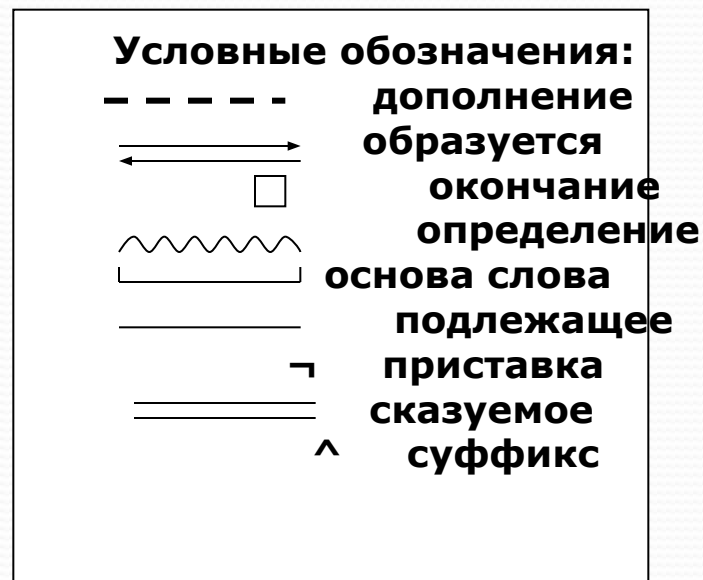 Условные обозначения:
дополнение
образуется
окончание
определение
основа слова
подлежащее
¬ приставка
сказуемое
^ суффикс